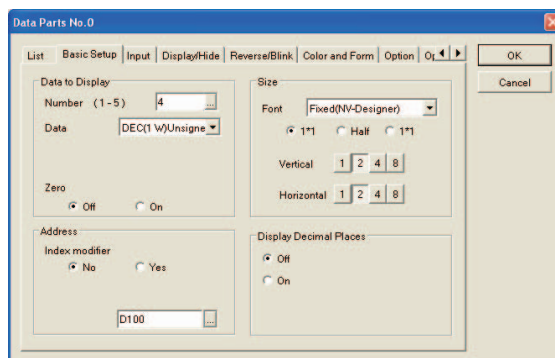 Data Parts No.0
List Basic Setup Input Display/Hide Reverse/Blink Color and Form Option
OK
Cancel
Data to Display
Number (1-5) 4 ...
Data DEC(1 W)Unsigne
Zero
Off On
Address
Index modifier
No Yes
D100 ...
Size
Font Fixed(NV-Designer)
1*1 Half 1*1
Vertical 1 2 4 8
Horizontal 1 2 4 8
Display Decimal Places
Off
On